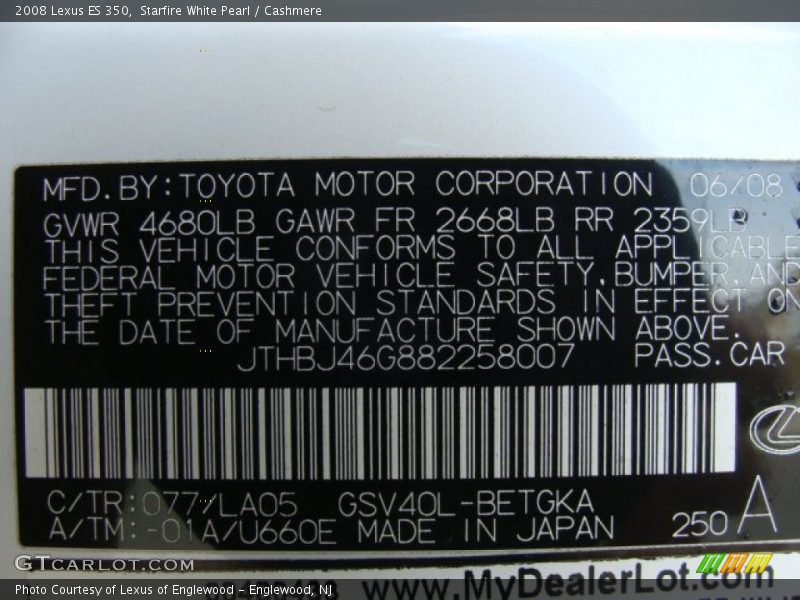 2008 Lexus ES 350, Starfire White Pearl / Cashmere
MFD. BY: TOYOTA MOTOR CORPORATION 06/08
GVWR 4680LB GAWR FR 2668LB RR 2359LB
THIS VEHICLE CONFORMS TO ALL APPLICABLE
FEDERAL MOTOR VEHICLE SAFETY, BUMPER, AND
THEFT PREVENTION STANDARDS IN EFFECT ON
THE DATE OF MANUFACTURE SHOWN ABOVE.
JTHBJ46G882258007 PASS. CAR
C/TR: 077/LA05 GSV40L-BETGKA
A/TM: -01A/U660E MADE IN JAPAN 250 A
GTCARLOT.COM
www.MyDealerLot.com
Photo Courtesy of Lexus of Englewood - Englewood, NJ